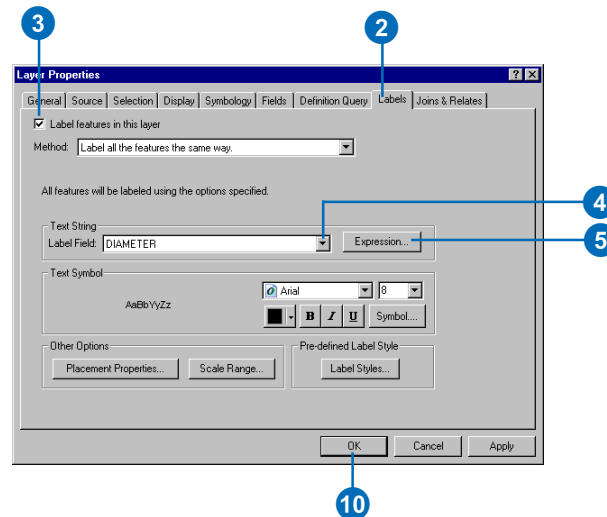 3
2
Layer Properties
General Source Selection Display Symbology Fields Definition Query Labels Joins & Relates
Label features in this layer
Method: Label all the features the same way.
All features will be labeled using the options specified.
Text String
Label Field: DIAMETER Expression...
4
5
Text Symbol
AaBbYyZz
Arial 8
B I U Symbol....
Other Options
Placement Properties... Scale Range...
Pre-defined Label Style
Label Styles...
OK Cancel Apply
10